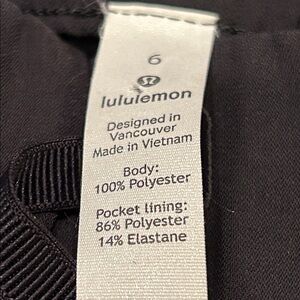 6
lululemon
Designed in
Vancouver
Made in Vietnam
Body:
100% Polyester
Pocket lining:
86% Polyester
14% Elastane